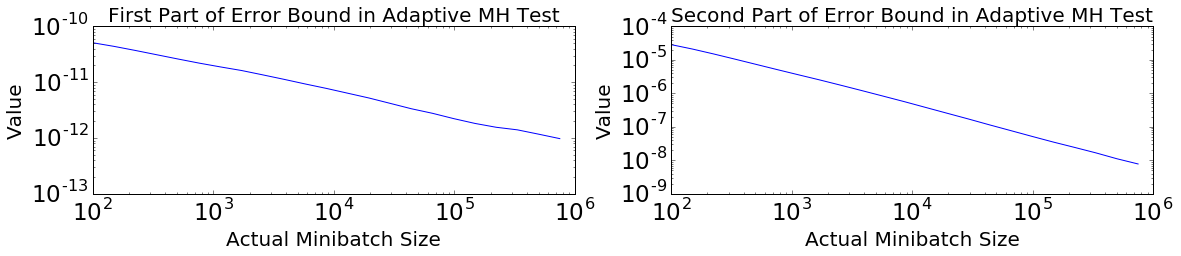 First Part of Error Bound in Adaptive MH Test
Value
10^-10
10^-11
10^-12
10^-13
10^2 10^3 10^4 10^5 10^6
Actual Minibatch Size
Second Part of Error Bound in Adaptive MH Test
Value
10^-4
10^-5
10^-6
10^-7
10^-8
10^-9
10^2 10^3 10^4 10^5 10^6
Actual Minibatch Size